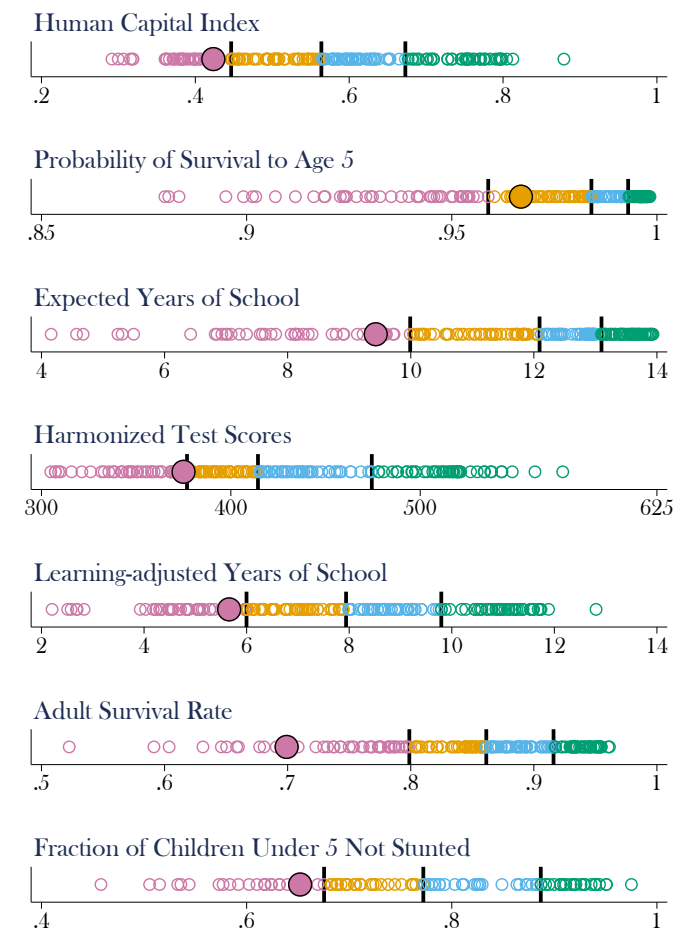 Human Capital Index
.2 .4 .6 .8 1
Probability of Survival to Age 5
.85 .9 .95 1
Expected Years of School
4 6 8 10 12 14
Harmonized Test Scores
300 400 500 625
Learning-adjusted Years of School
2 4 6 8 10 12 14
Adult Survival Rate
.5 .6 .7 .8 .9 1
Fraction of Children Under 5 Not Stunted
.4 .6 .8 1